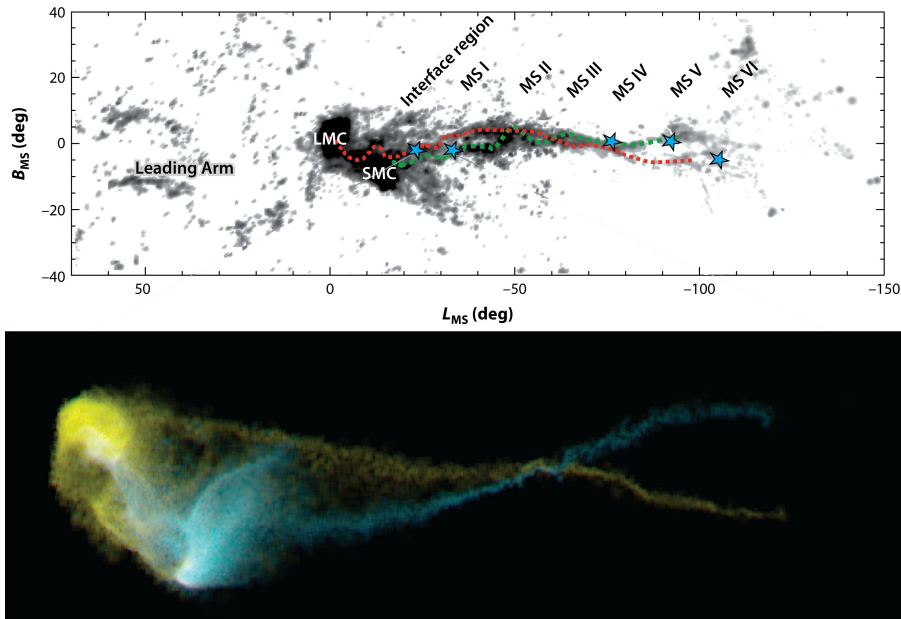 40
20
0
−20
−40
B_MS (deg)
Interface region
MS I
MS II
MS III
MS IV
MS V
MS VI
LMC
SMC
Leading Arm
50
0
−50
−100
−150
L_MS (deg)